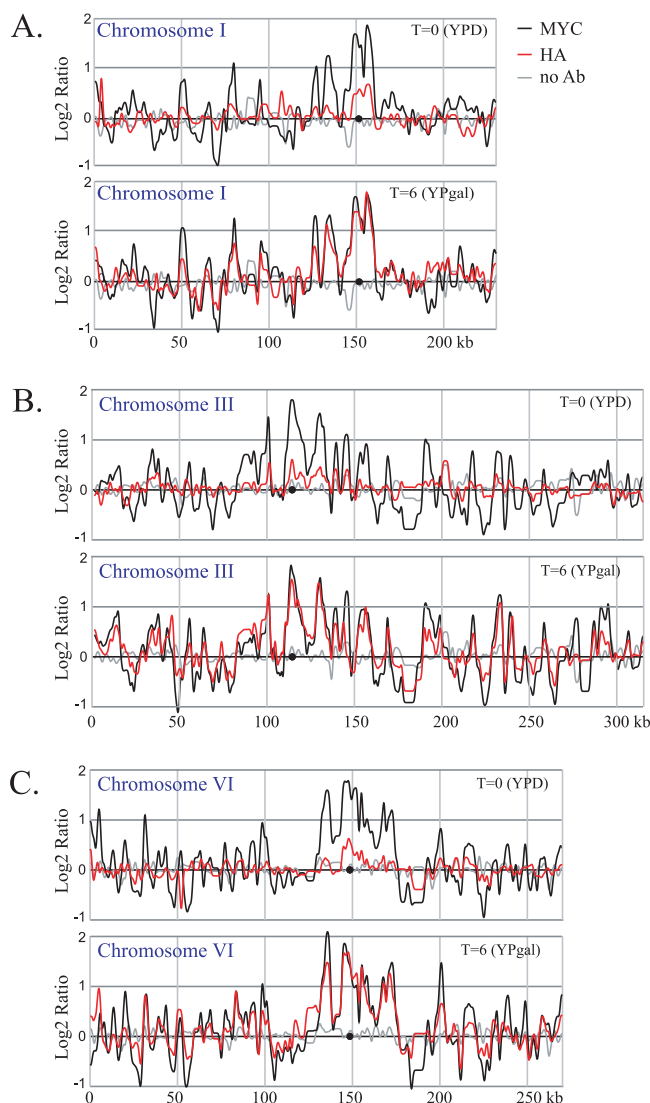 A.
Chromosome I
T=0 (YPD)
MYC
HA
no Ab
Log2 Ratio
2
1
0
-1
Chromosome I
T=6 (YPgal)
Log2 Ratio
2
1
0
-1
0 50 100 150 200 kb
B.
Chromosome III
T=0 (YPD)
Log2 Ratio
2
1
0
-1
Chromosome III
T=6 (YPgal)
Log2 Ratio
2
1
0
-1
0 50 100 150 200 250 300 kb
C.
Chromosome VI
T=0 (YPD)
Log2 Ratio
2
1
0
-1
Chromosome VI
T=6 (YPgal)
Log2 Ratio
2
1
0
-1
0 50 100 150 200 250 kb